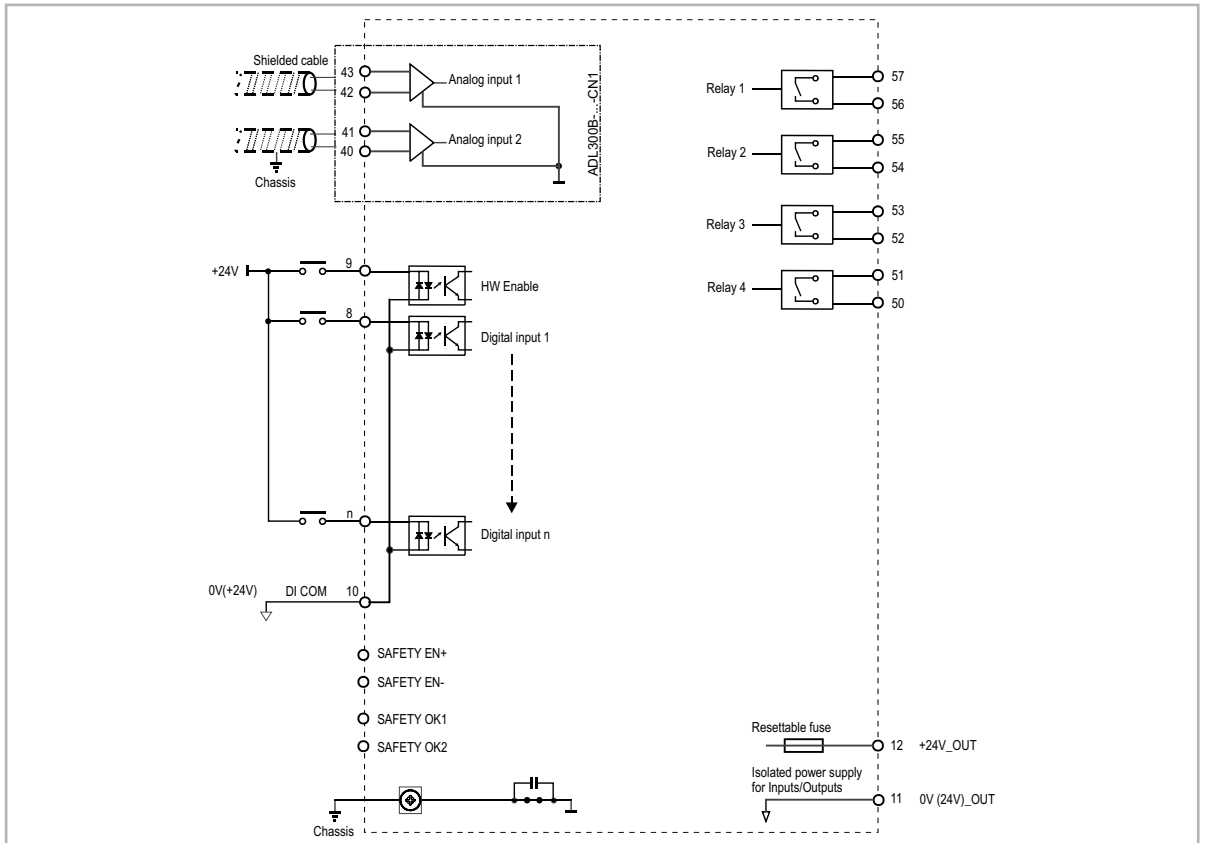 Shielded cable
43
42
Analog input 1
41
40
Analog input 2
ADL300B-...-CN1
Chassis
Relay 1
57
56
Relay 2
55
54
Relay 3
53
52
Relay 4
51
50
+24V
9
HW Enable
8
Digital input 1
n
Digital input n
0V(+24V)
DI COM
10
SAFETY EN+
SAFETY EN-
SAFETY OK1
SAFETY OK2
Chassis
Resettable fuse
12
+24V_OUT
Isolated power supply
for Inputs/Outputs
11
0V (24V)_OUT